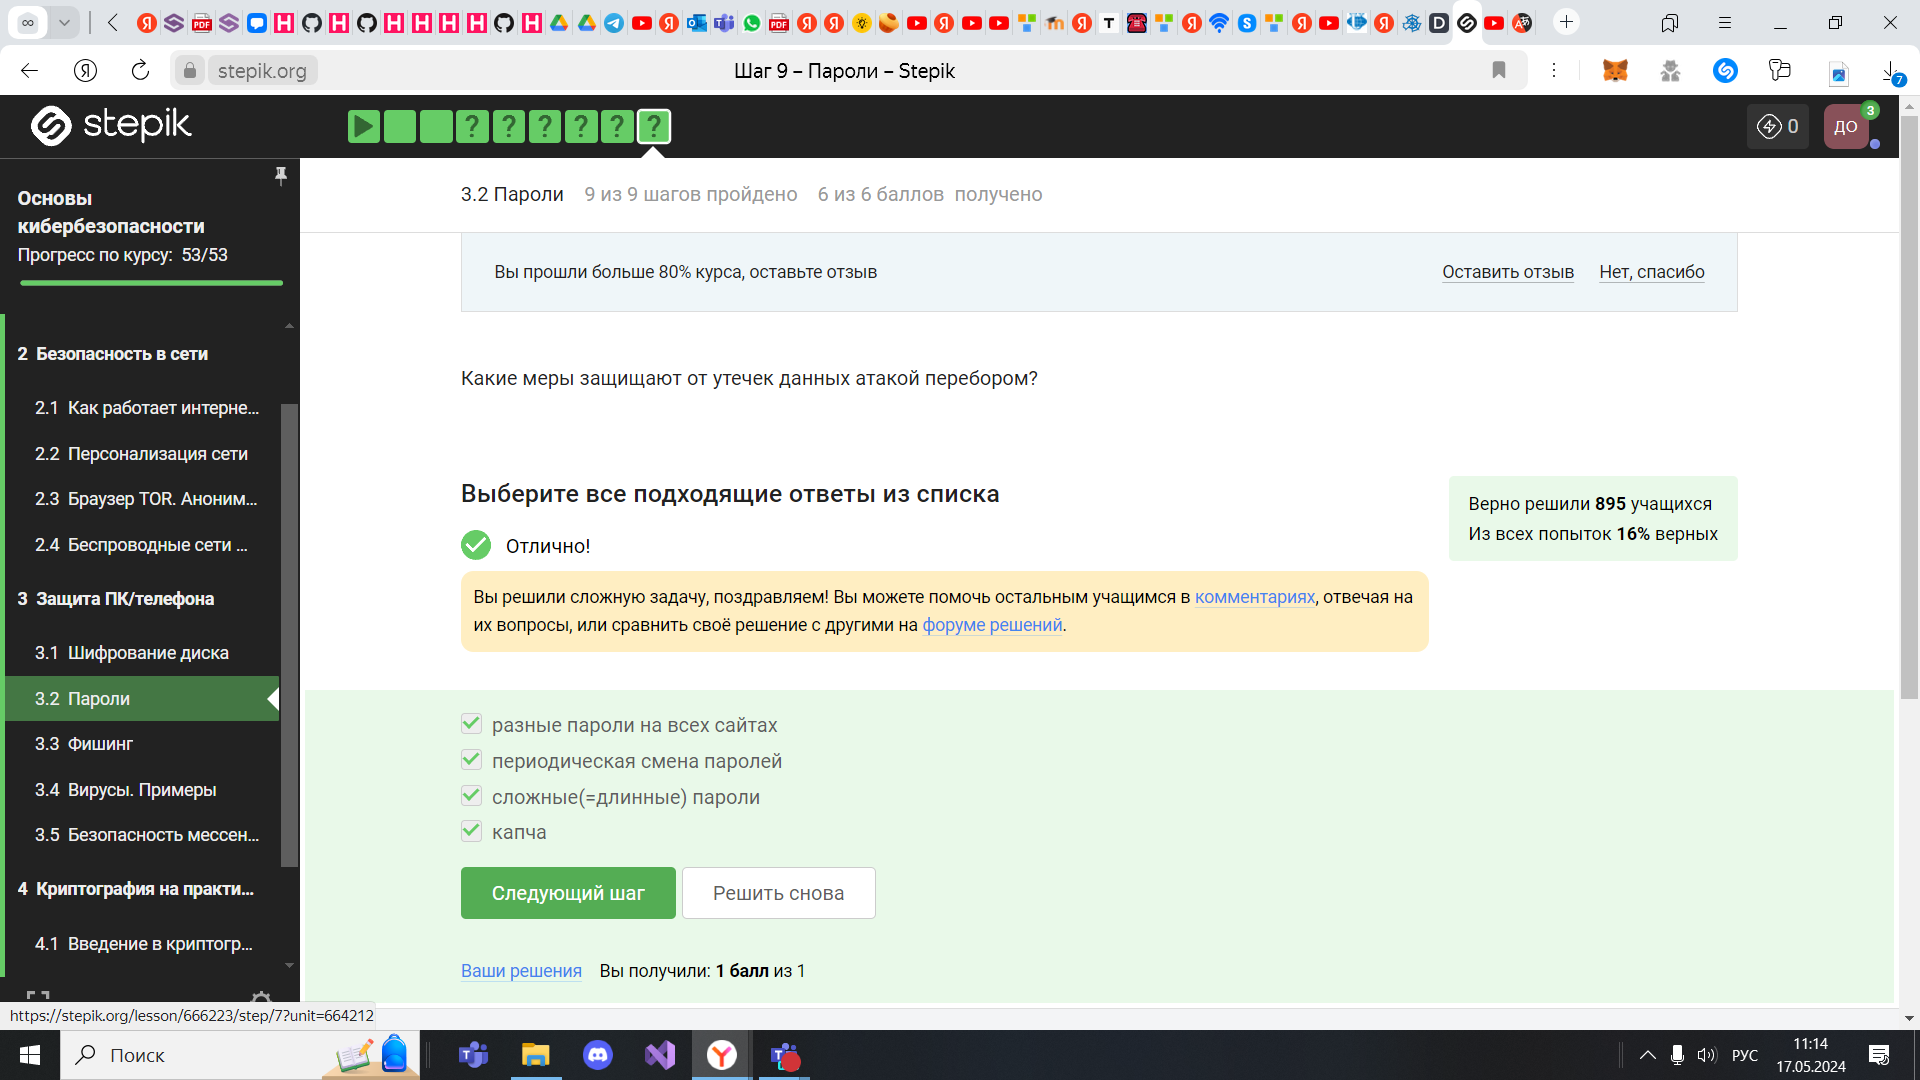 stepik.org
Шаг 9 – Пароли – Stepik
7
stepik
0
ДО
3
Основы
кибербезопасности
Прогресс по курсу: 53/53
2 Безопасность в сети
2.1 Как работает интерне...
2.2 Персонализация сети
2.3 Браузер TOR. Аноним...
2.4 Беспроводные сети ...
3 Защита ПК/телефона
3.1 Шифрование диска
3.2 Пароли
3.3 Фишинг
3.4 Вирусы. Примеры
3.5 Безопасность мессен...
4 Криптография на практи...
4.1 Введение в криптогр...
3.2 Пароли 9 из 9 шагов пройдено 6 из 6 баллов получено
Вы прошли больше 80% курса, оставьте отзыв
Оставить отзыв Нет, спасибо
Какие меры защищают от утечек данных атакой перебором?
Выберите все подходящие ответы из списка
Отлично!
Верно решили 895 учащихся
Из всех попыток 16% верных
Вы решили сложную задачу, поздравляем! Вы можете помочь остальным учащимся в комментариях, отвечая на
их вопросы, или сравнить своё решение с другими на форуме решений.
разные пароли на всех сайтах
периодическая смена паролей
сложные(=длинные) пароли
капча
Следующий шаг
Решить снова
Ваши решения Вы получили: 1 балл из 1
https://stepik.org/lesson/666223/step/7?unit=664212
Поиск
РУС
11:14
17.05.2024